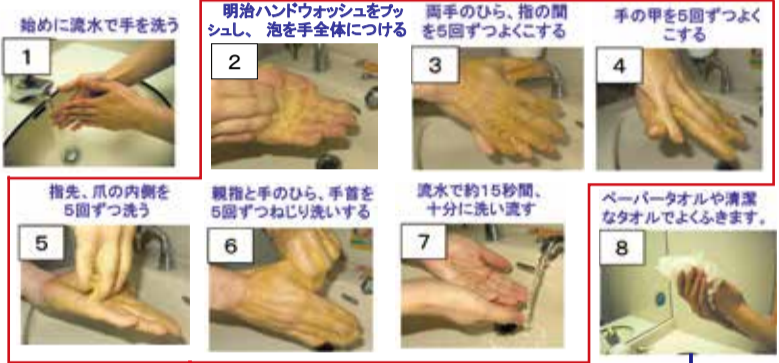 始めに流水で手を洗う
1
明治ハンドウォッシュをプッ
シュし、 泡を手全体につける
2
両手のひら、指の間
を5回ずつよくこする
3
手の甲を5回ずつよく
こする
4
指先、爪の内側を
5回ずつ洗う
5
親指と手のひら、手首を
5回ずつねじり洗いする
6
流水で約15秒間、
十分に洗い流す
7
ペーパータオルや清潔
なタオルでよくふきます。
8